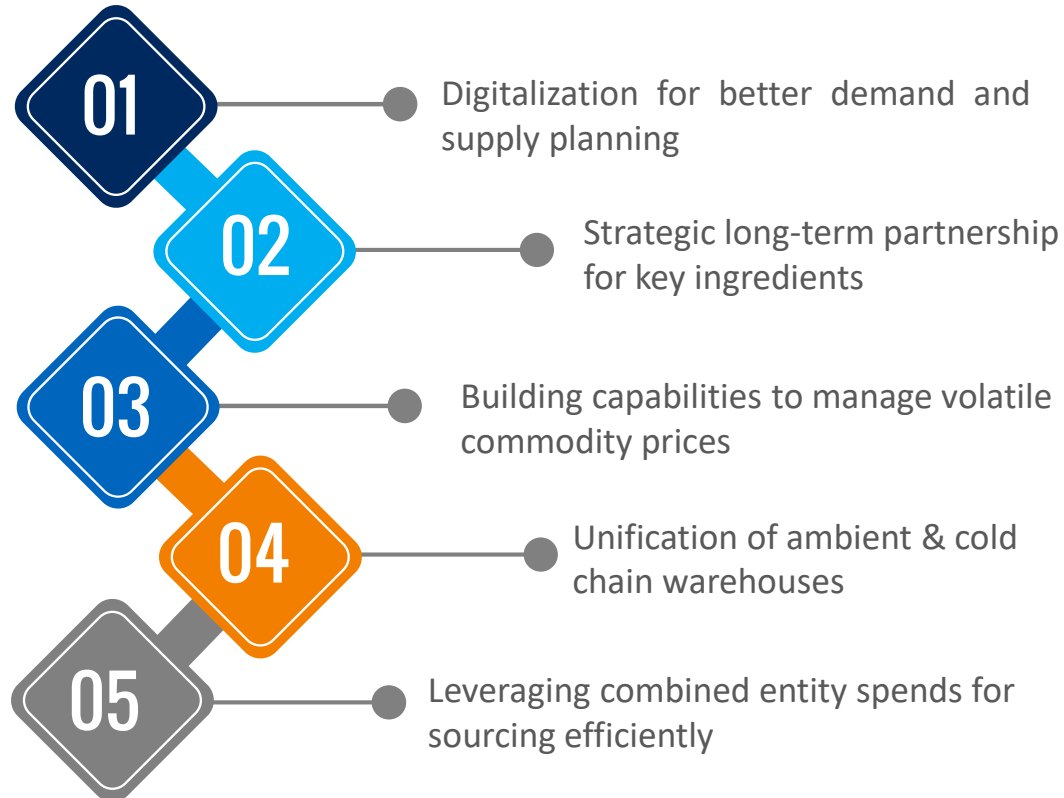 01
Digitalization for better demand and
supply planning
02
Strategic long-term partnership
for key ingredients
03
Building capabilities to manage volatile
commodity prices
04
Unification of ambient & cold
chain warehouses
05
Leveraging combined entity spends for
sourcing efficiently